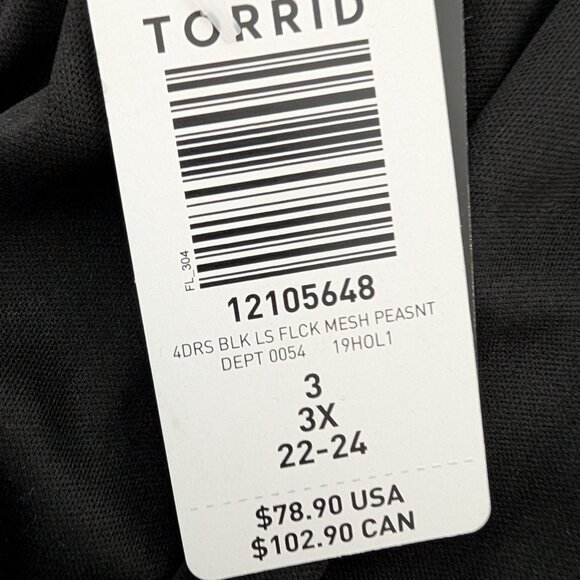 TORRID
FL_304
12105648
4DRS BLK LS FLCK MESH PEASNT
DEPT 0054 19HOL1
3
3X
22-24
$78.90 USA
$102.90 CAN